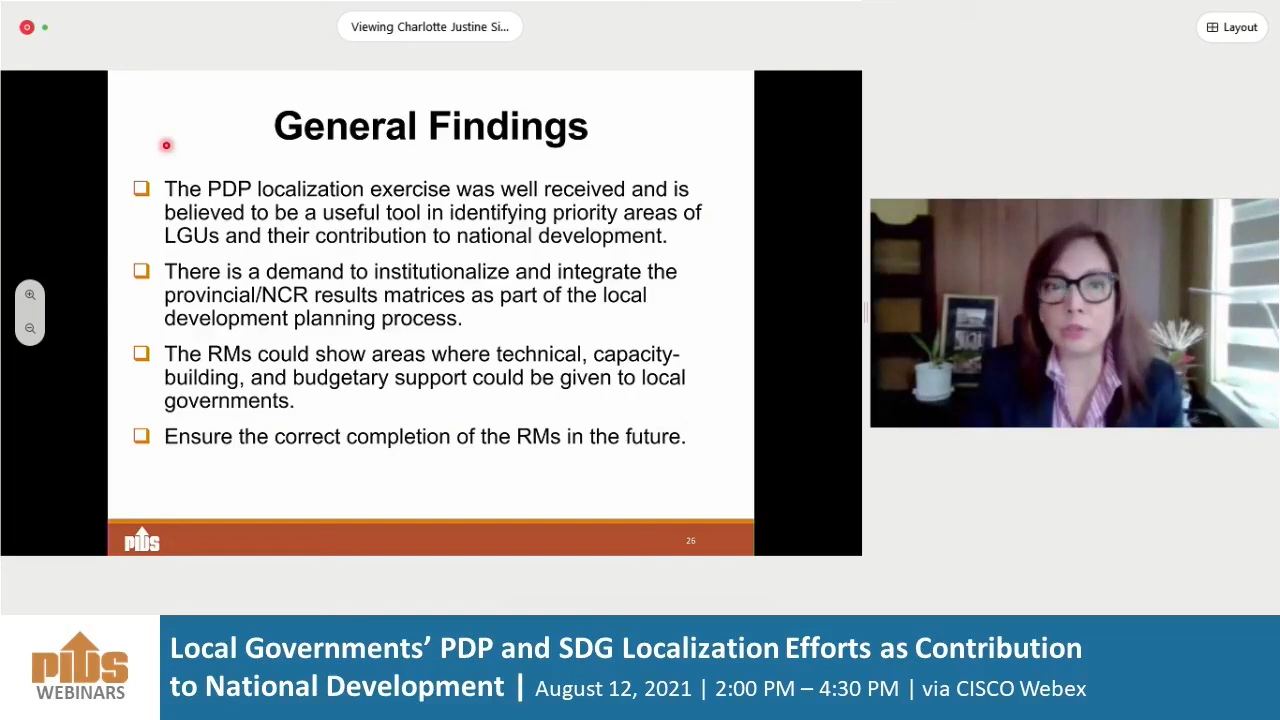 Viewing Charlotte Justine Si...
Layout
General Findings
The PDP localization exercise was well received and is
believed to be a useful tool in identifying priority areas of
LGUs and their contribution to national development.
There is a demand to institutionalize and integrate the
provincial/NCR results matrices as part of the local
development planning process.
The RMs could show areas where technical, capacity-
building, and budgetary support could be given to local
governments.
Ensure the correct completion of the RMs in the future.
PIDS
26
PIDS
WEBINARS
Local Governments' PDP and SDG Localization Efforts as Contribution
to National Development | August 12, 2021 | 2:00 PM – 4:30 PM | via CISCO Webex